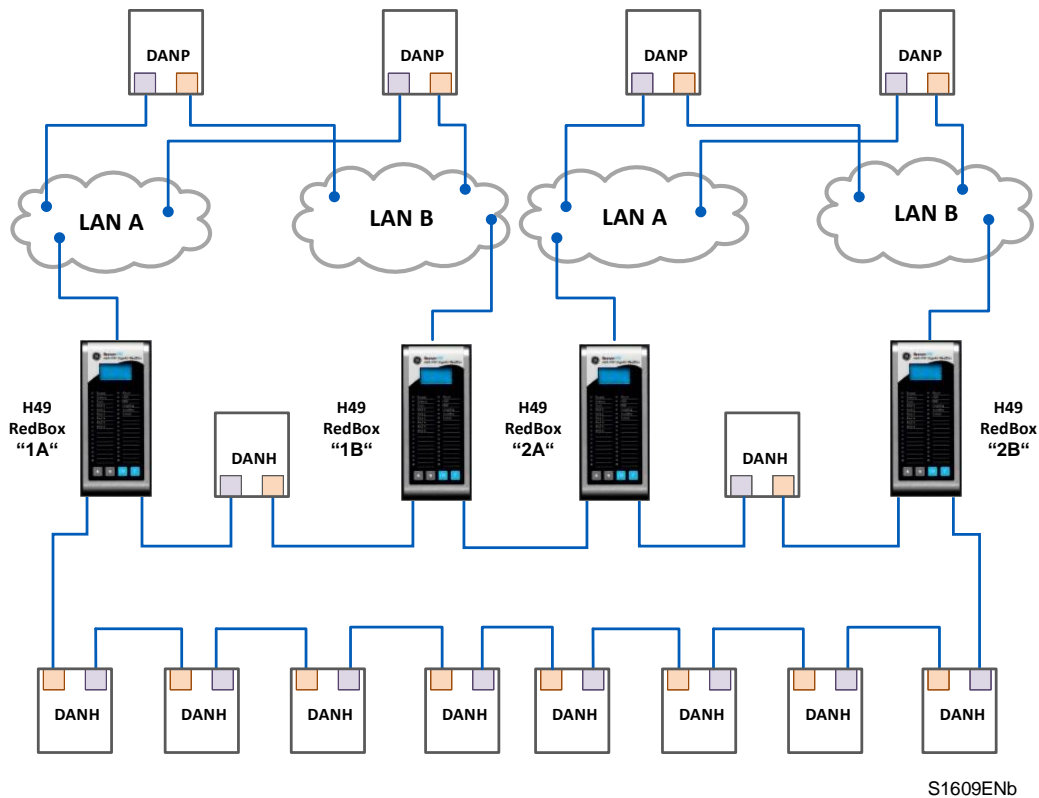 DANP
DANP
DANP
DANP
LAN A
LAN B
LAN A
LAN B
H49
RedBox
“1A“
H49
RedBox
“1B“
H49
RedBox
“2A“
H49
RedBox
“2B“
DANH
DANH
DANH
DANH
DANH
DANH
DANH
DANH
DANH
DANH
S1609ENb